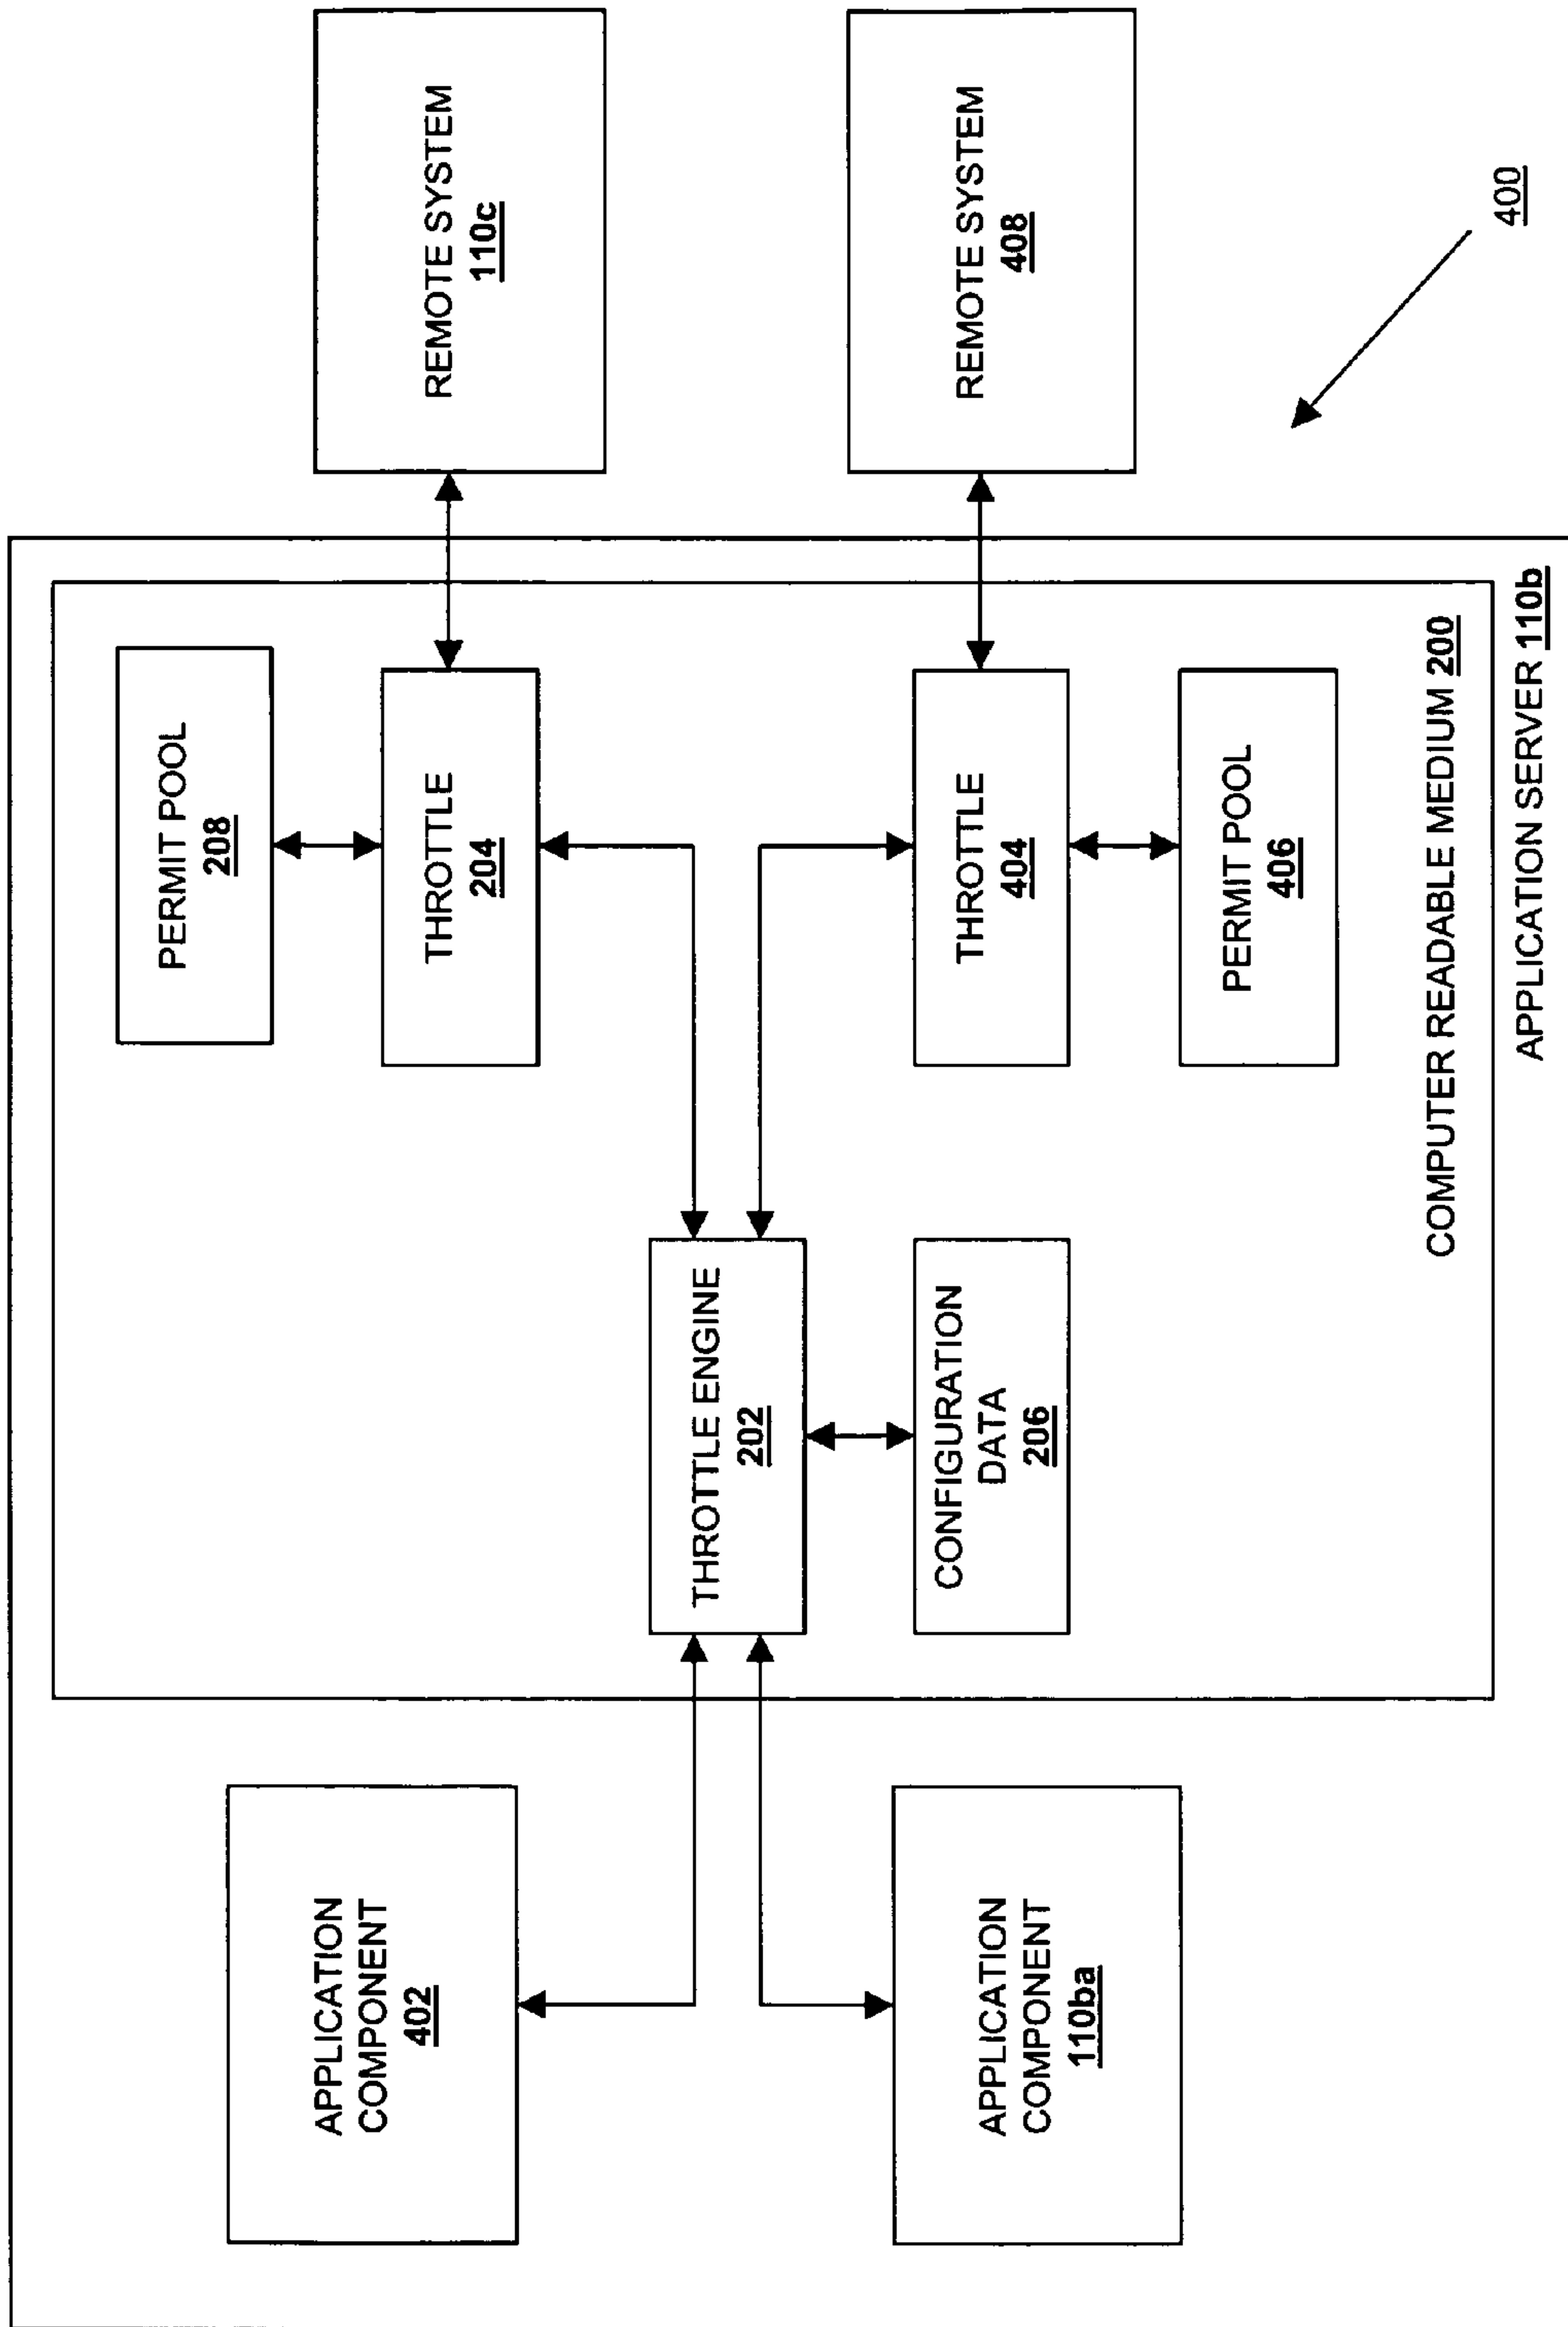 APPLICATION
COMPONENT
402
APPLICATION
COMPONENT
110ba
THROTTLE ENGINE
202
CONFIGURATION
DATA
206
PERMIT POOL
208
THROTTLE
204
THROTTLE
404
PERMIT POOL
406
COMPUTER READABLE MEDIUM 200
APPLICATION SERVER 110b
REMOTE SYSTEM
110c
REMOTE SYSTEM
408
400